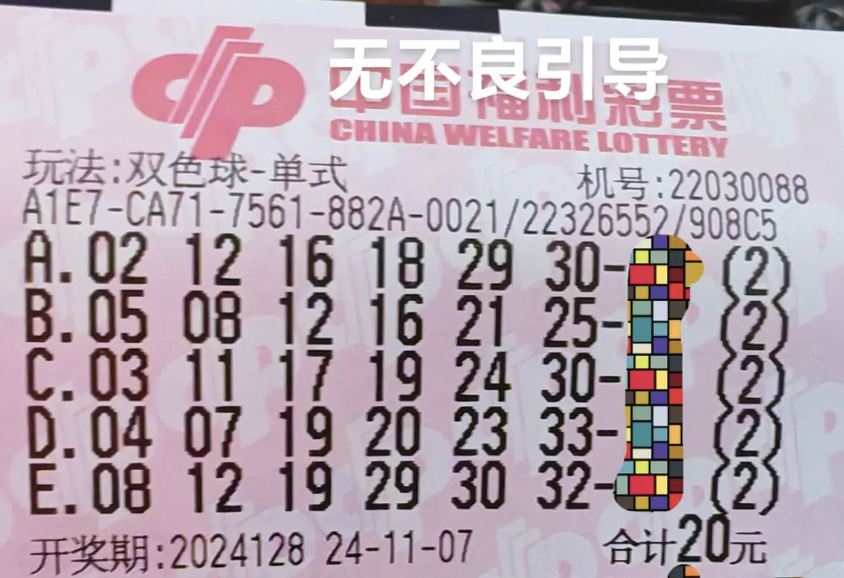 无不良引导
中国福利彩票
CHINA WELFARE LOTTERY
玩法:双色球-单式 机号:22030088
A1E7-CA71-7561-882A-0021/22326552/908C5
A.02 12 16 18 29 30- (2)
B.05 08 12 16 21 25- (2)
C.03 11 17 19 24 30- (2)
D.04 07 19 20 23 33- (2)
E.08 12 19 29 30 32- (2)
开奖期:2024128 24-11-07 合计20元